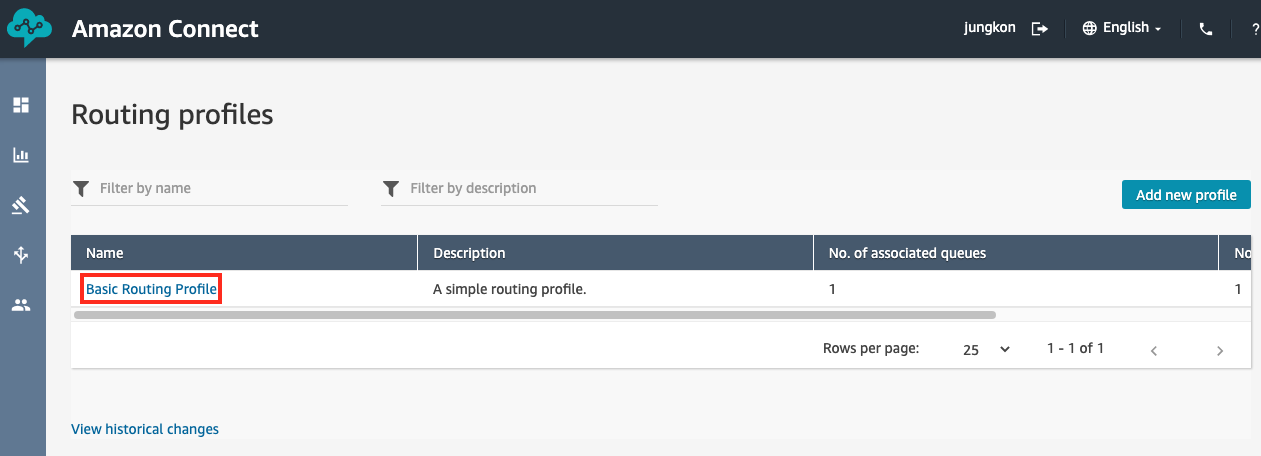 Amazon Connect
jungkon
English
?
Routing profiles
Filter by name
Filter by description
Add new profile
Name
Description
No. of associated queues
No
Basic Routing Profile
A simple routing profile.
1
1
Rows per page:
25
1 - 1 of 1
View historical changes